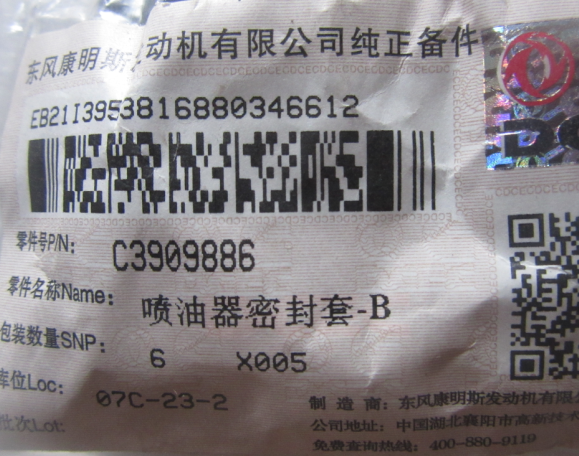 东风康明斯发动机有限公司纯正备件
EB21I3953816880346612
零件号P/N: C3909886
零件名称Name: 喷油器密封套-B
包装数量SNP: 6 X005
库位Loc: 07C-23-2
批次Lot:
制 造 商: 东风康明斯发动机有限公
公司地址: 中国湖北襄阳市高新技术
免费查询热线: 400-880-9119